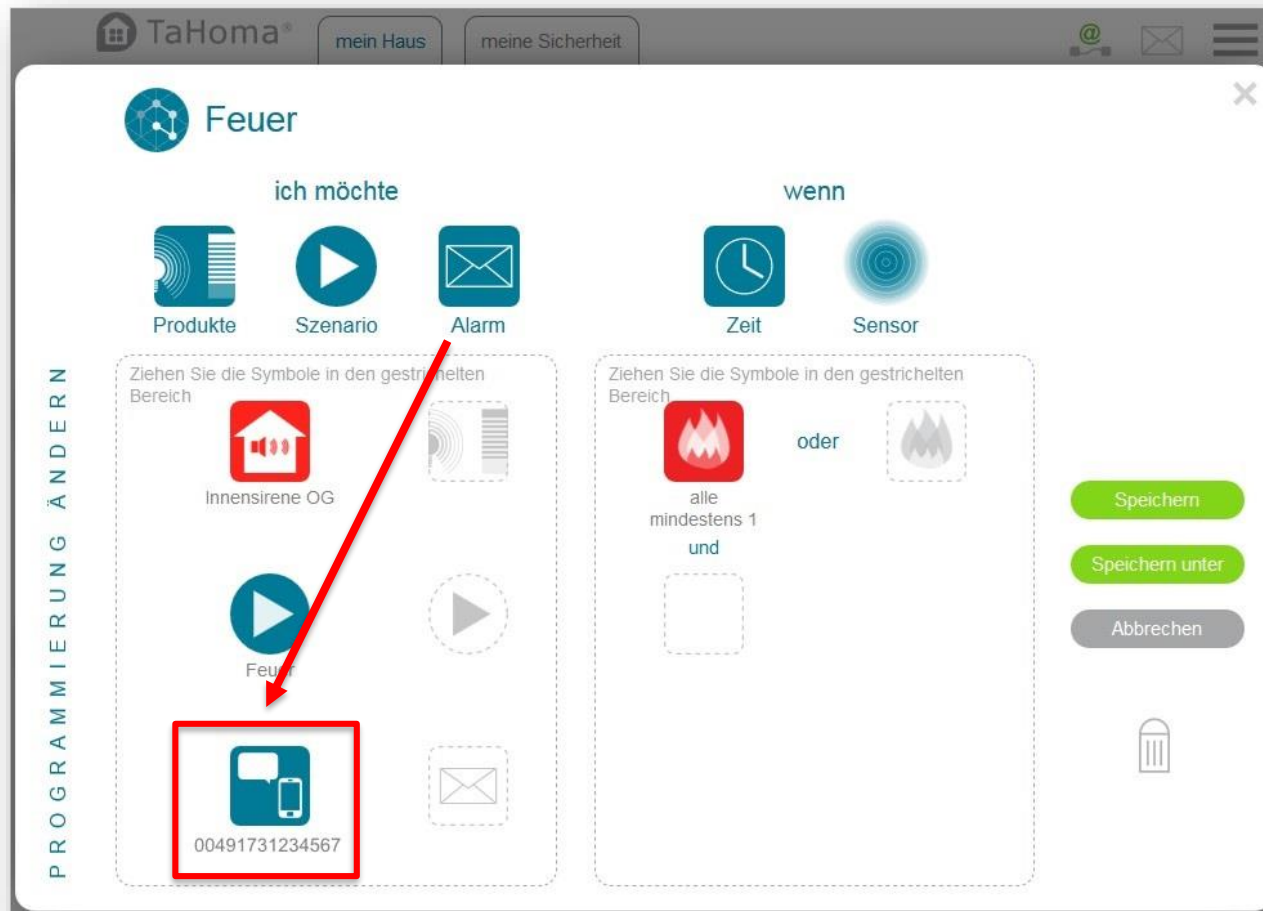 TaHoma®
mein Haus
meine Sicherheit
@
Feuer
ich möchte
wenn
Produkte
Szenario
Alarm
Zeit
Sensor
PROGRAMMIERUNG ÄNDERN
Ziehen Sie die Symbole in den gestrichelten
Bereich
Innensirene OG
Feuer
00491731234567
Ziehen Sie die Symbole in den gestrichelten
Bereich
oder
alle
mindestens 1
und
Speichern
Speichern unter
Abbrechen